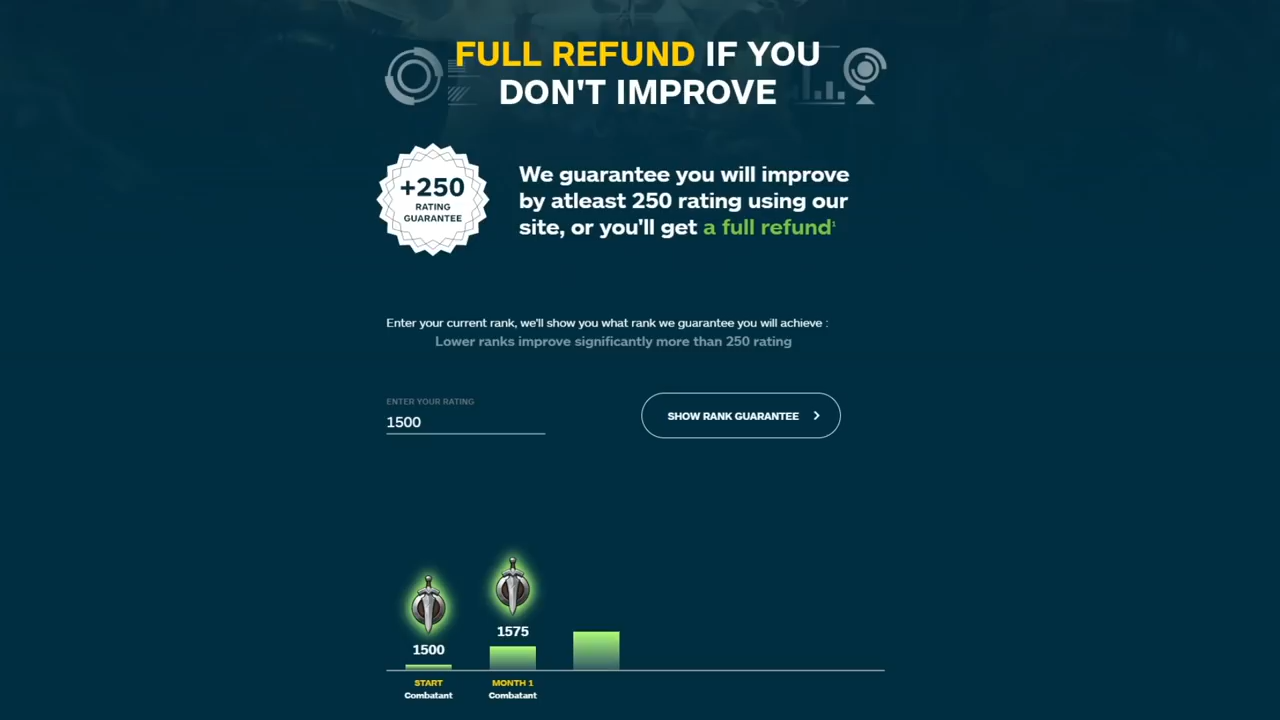 FULL REFUND IF YOU
DON'T IMPROVE
+250
RATING
GUARANTEE
We guarantee you will improve
by atleast 250 rating using our
site, or you'll get a full refund¹
Enter your current rank, we'll show you what rank we guarantee you will achieve :
Lower ranks improve significantly more than 250 rating
ENTER YOUR RATING
1500
SHOW RANK GUARANTEE
1500
1575
START
Combatant
MONTH 1
Combatant